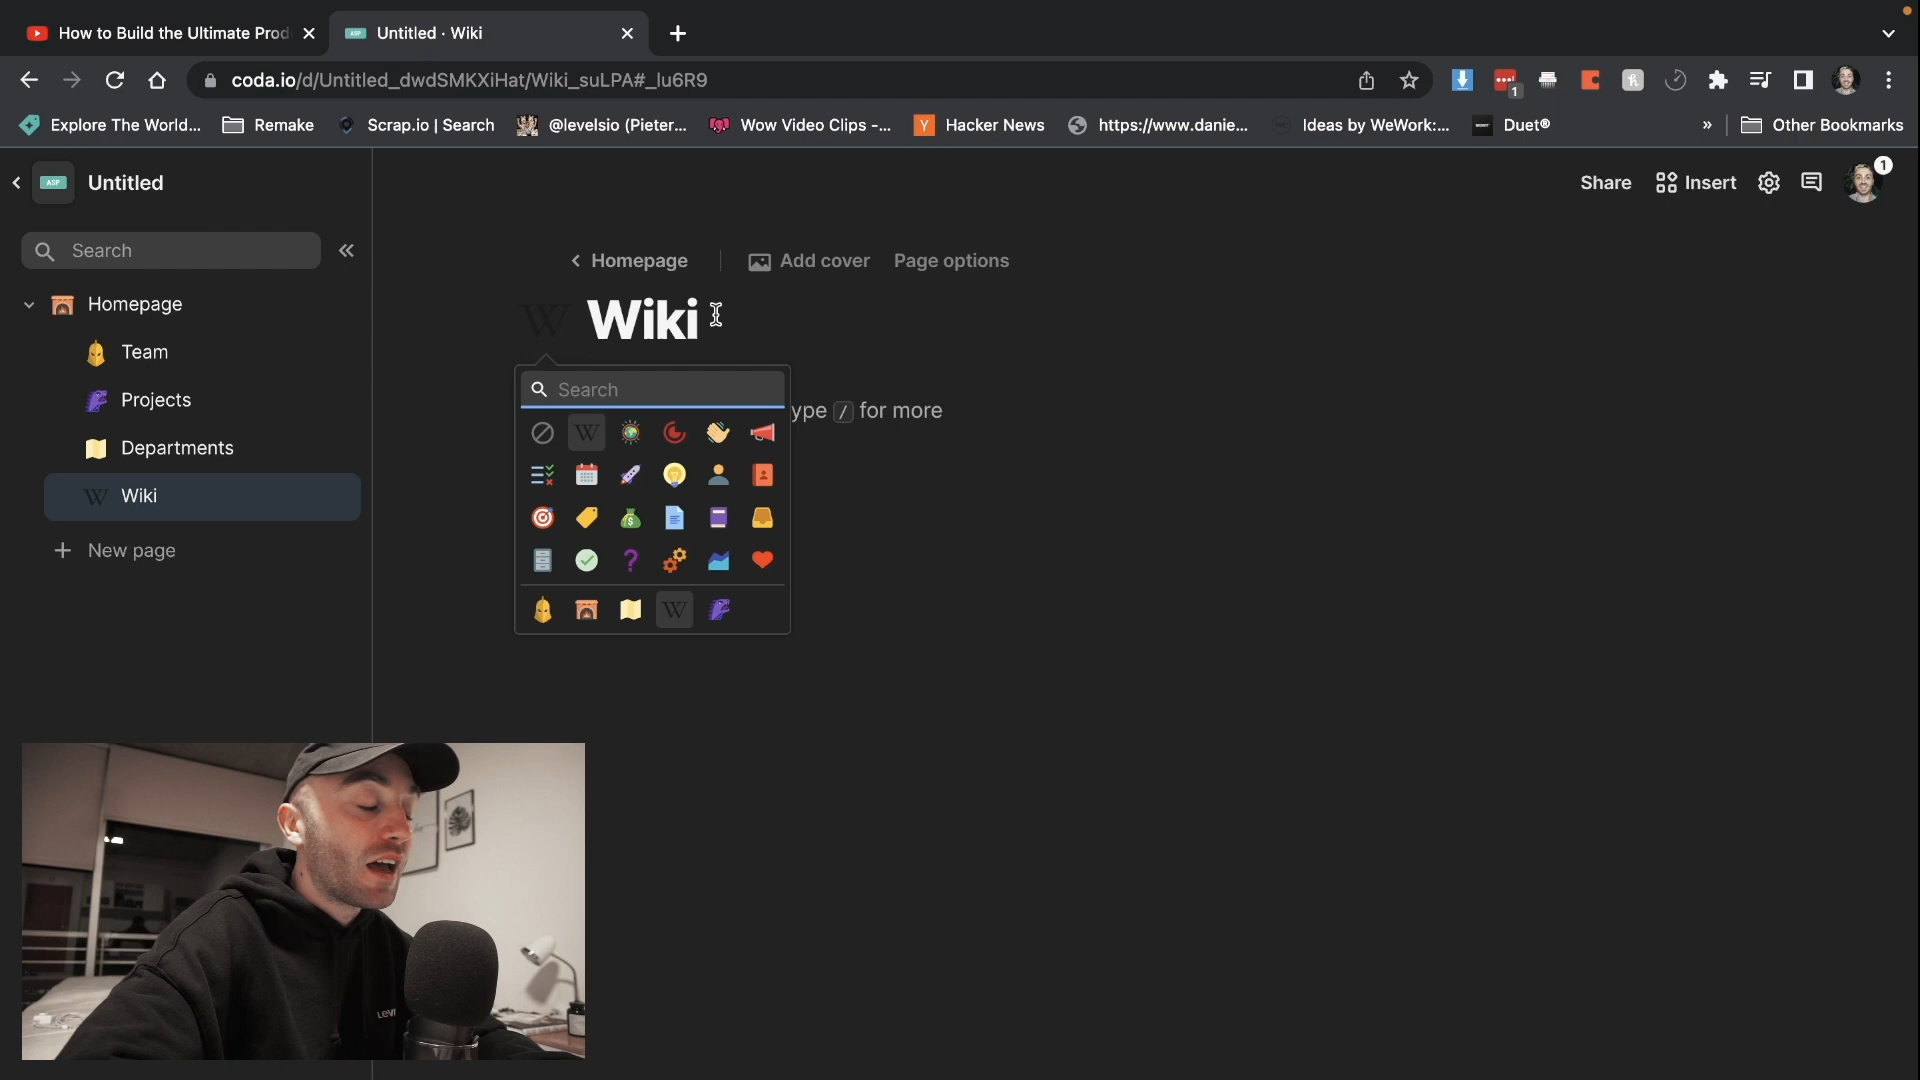 How to Build the Ultimate Prod
Untitled · Wiki
coda.io/d/Untitled_dwdSMKXiHat/Wiki_suLPA#_lu6R9
1
Explore The World...
Remake
Scrap.io | Search
@levelsio (Pieter...
Wow Video Clips -...
Hacker News
https://www.danie...
Ideas by WeWork:...
Duet®
»
Other Bookmarks
ASP
Untitled
Share
Insert
1
Search
Homepage
Team
Projects
Departments
W Wiki
New page
Homepage
Add cover
Page options
W Wiki
Search
ype / for more
W
W